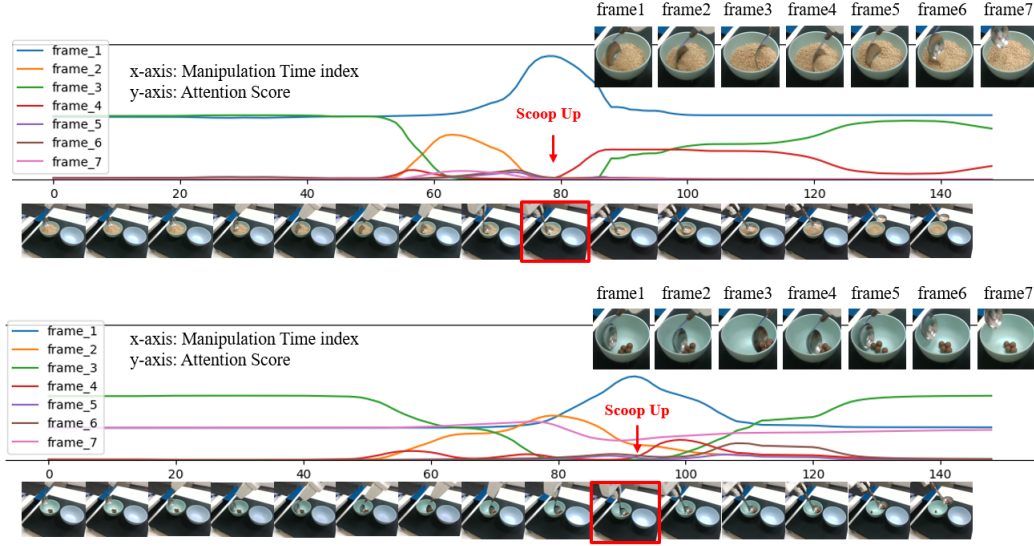 frame1 frame2 frame3 frame4 frame5 frame6 frame7
frame_1
frame_2
frame_3
frame_4
frame_5
frame_6
frame_7
x-axis: Manipulation Time index
y-axis: Attention Score
Scoop Up
0 20 40 60 80 100 120 140
frame1 frame2 frame3 frame4 frame5 frame6 frame7
frame_1
frame_2
frame_3
frame_4
frame_5
frame_6
frame_7
x-axis: Manipulation Time index
y-axis: Attention Score
Scoop Up
0 20 40 60 80 100 120 140